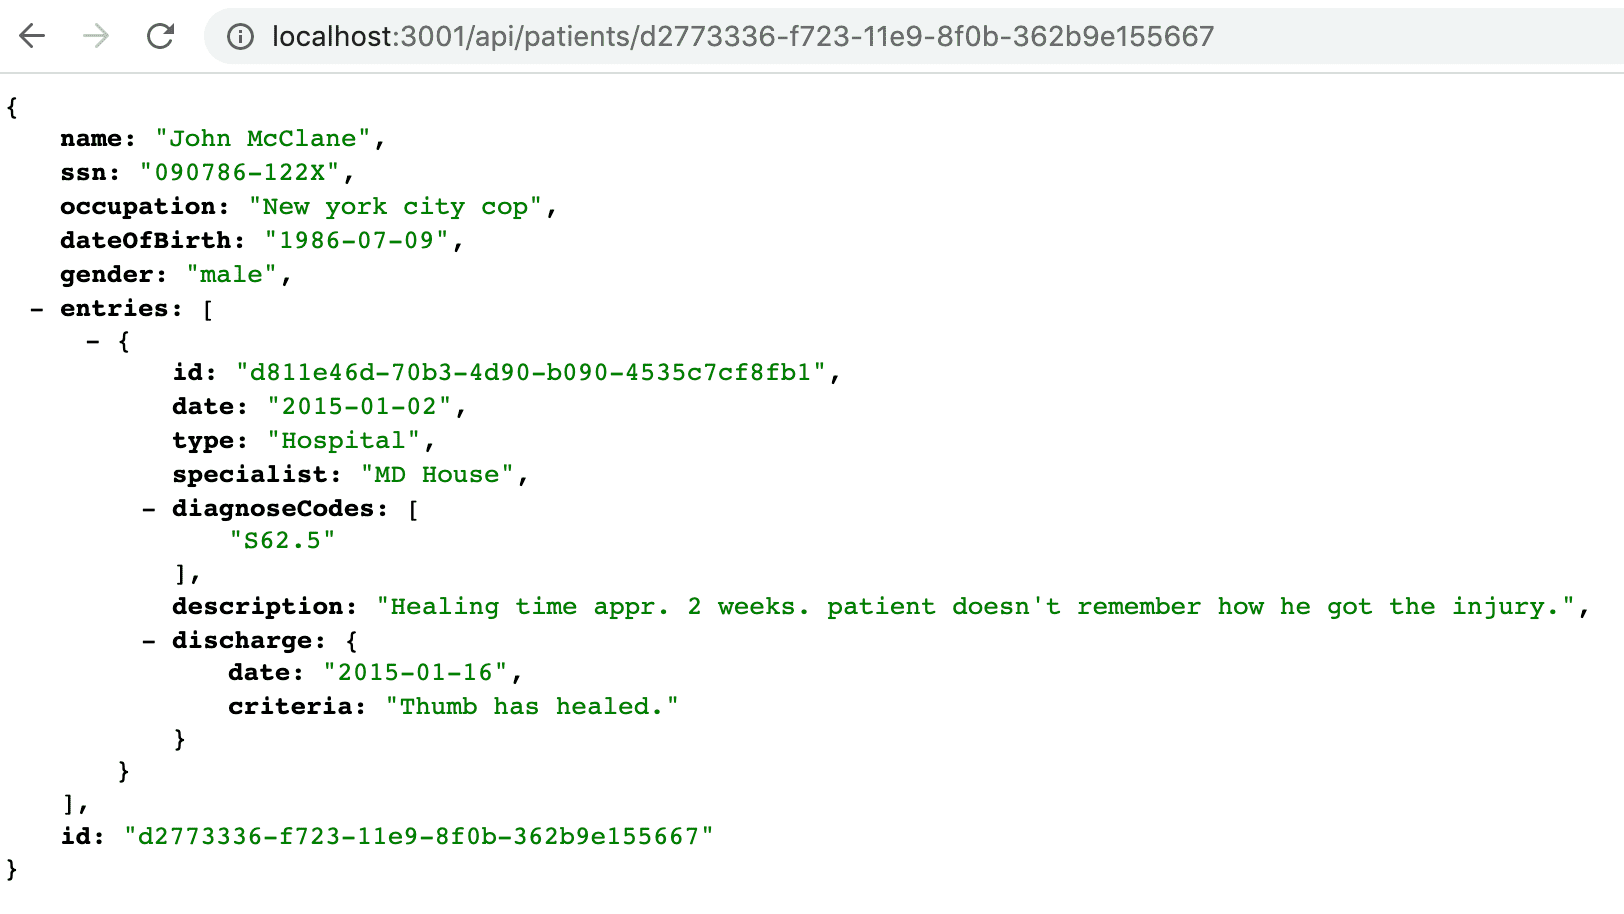 localhost:3001/api/patients/d2773336-f723-11e9-8f0b-362b9e155667
{
name: "John McClane",
ssn: "090786-122X",
occupation: "New york city cop",
dateOfBirth: "1986-07-09",
gender: "male",
- entries: [
- {
id: "d811e46d-70b3-4d90-b090-4535c7cf8fb1",
date: "2015-01-02",
type: "Hospital",
specialist: "MD House",
- diagnoseCodes: [
"S62.5"
],
description: "Healing time appr. 2 weeks. patient doesn't remember how he got the injury.",
- discharge: {
date: "2015-01-16",
criteria: "Thumb has healed."
}
}
],
id: "d2773336-f723-11e9-8f0b-362b9e155667"
}